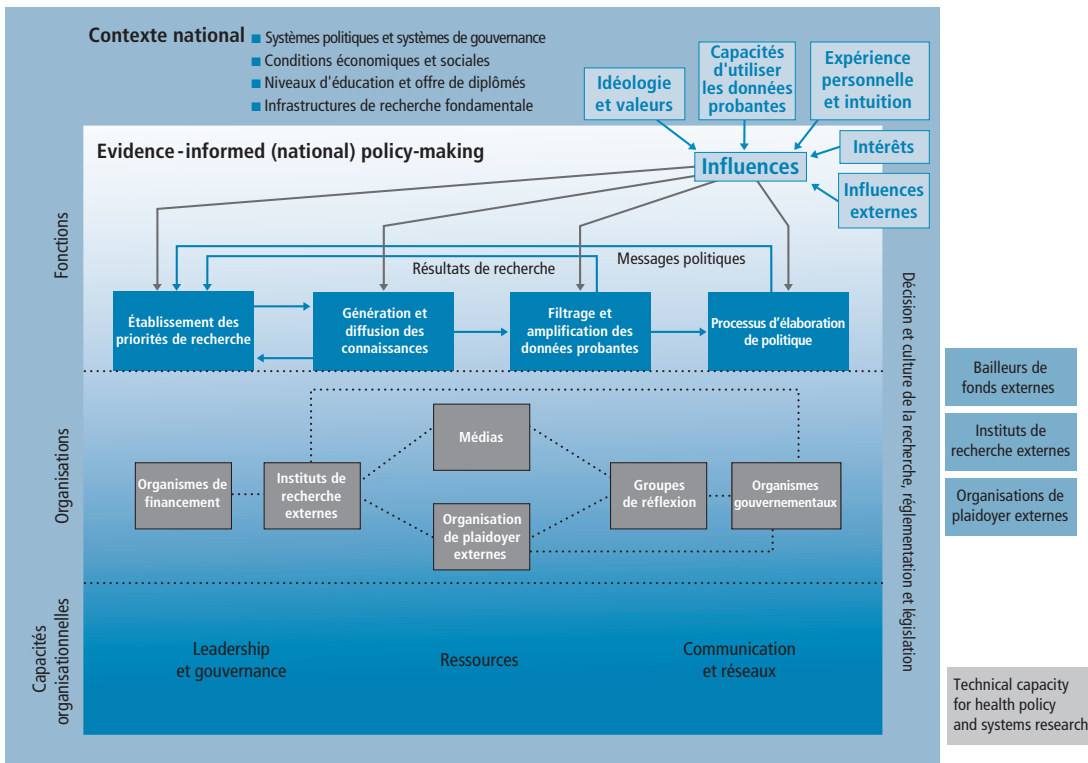 Contexte national
■ Systèmes politiques et systèmes de gouvernance
■ Conditions économiques et sociales
■ Niveaux d'éducation et offre de diplômés
■ Infrastructures de recherche fondamentale
Idéologie
et valeurs
Capacités
d'utiliser
les données
probantes
Expérience
personnelle
et intuition
Intérêts
Influences
externes
Influences
Evidence-informed (national) policy-making
Fonctions
Résultats de recherche
Messages politiques
Établissement des
priorités de recherche
Génération et
diffusion des
connaissances
Filtrage et
amplification des
données probantes
Processus d'élaboration
de politique
Organisations
Organismes de
financement
Instituts de
recherche
externes
Médias
Organisation
de plaidoyer
externes
Groupes
de réflexion
Organismes
gouvernementaux
Capacités
organisationnelles
Leadership
et gouvernance
Ressources
Communication
et réseaux
Décision et culture de la recherche, réglementation et législation
Bailleurs de
fonds externes
Instituts de
recherche externes
Organisations de
plaidoyer externes
Technical capacity
for health policy
and systems research